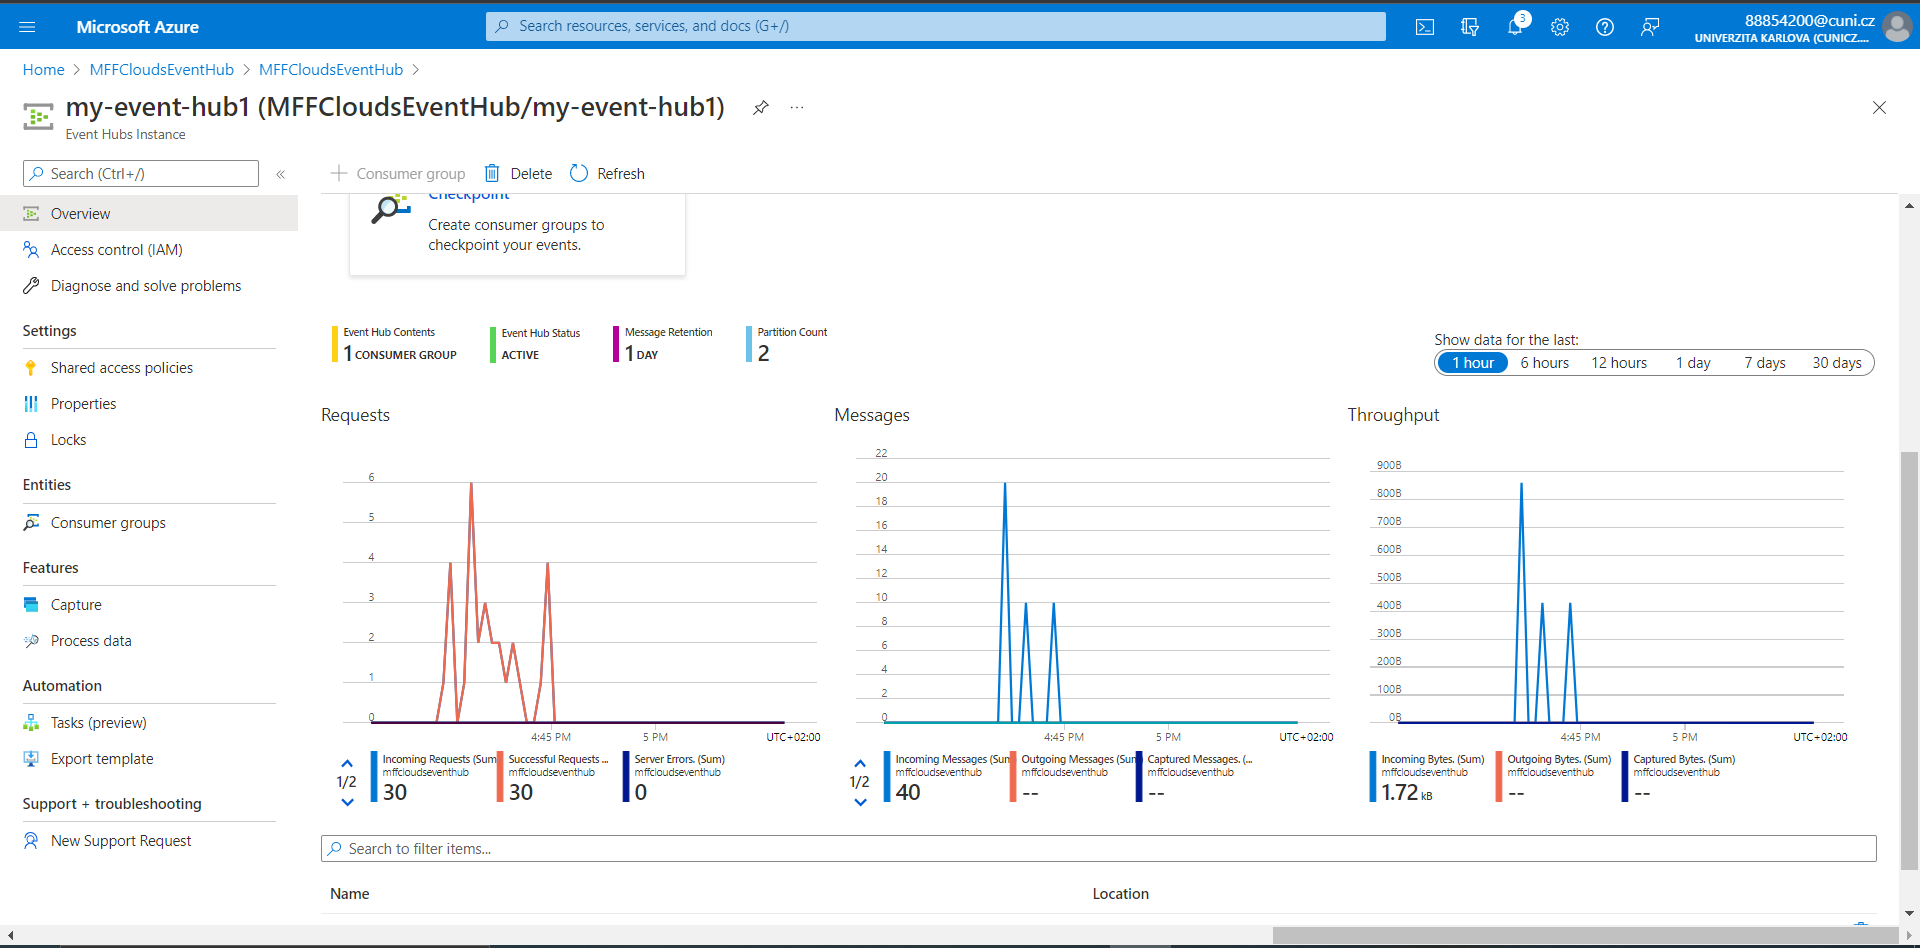 Microsoft Azure
Search resources, services, and docs (G+/)
3
88854200@cuni.cz
UNIVERZITA KARLOVA (CUNICZ....
Home > MFFCloudsEventHub > MFFCloudsEventHub >
my-event-hub1 (MFFCloudsEventHub/my-event-hub1)
...
Event Hubs Instance
Search (Ctrl+/)
«
Overview
Access control (IAM)
Diagnose and solve problems
Settings
Shared access policies
Properties
Locks
Entities
Consumer groups
Features
Capture
Process data
Automation
Tasks (preview)
Export template
Support + troubleshooting
New Support Request
+ Consumer group
Delete
Refresh
Checkpoint
Create consumer groups to
checkpoint your events.
Event Hub Contents
1 CONSUMER GROUP
Event Hub Status
ACTIVE
Message Retention
1 DAY
Partition Count
2
Show data for the last:
1 hour 6 hours 12 hours 1 day 7 days 30 days
Requests
6
5
4
3
2
1
0
4:45 PM 5 PM UTC+02:00
1/2
Incoming Requests (Sum)
mffcloudseventhub
30
Successful Requests ...
mffcloudseventhub
30
Server Errors. (Sum)
mffcloudseventhub
0
Messages
22
20
18
16
14
12
10
8
6
4
2
0
4:45 PM 5 PM UTC+02:00
1/2
Incoming Messages (Sum)
mffcloudseventhub
40
Outgoing Messages (Sum)
mffcloudseventhub
--
Captured Messages. (...
mffcloudseventhub
--
Throughput
900B
800B
700B
600B
500B
400B
300B
200B
100B
0B
4:45 PM 5 PM UTC+02:00
Incoming Bytes. (Sum)
mffcloudseventhub
1.72 kB
Outgoing Bytes. (Sum)
mffcloudseventhub
--
Captured Bytes. (Sum)
mffcloudseventhub
--
Search to filter items...
Name Location